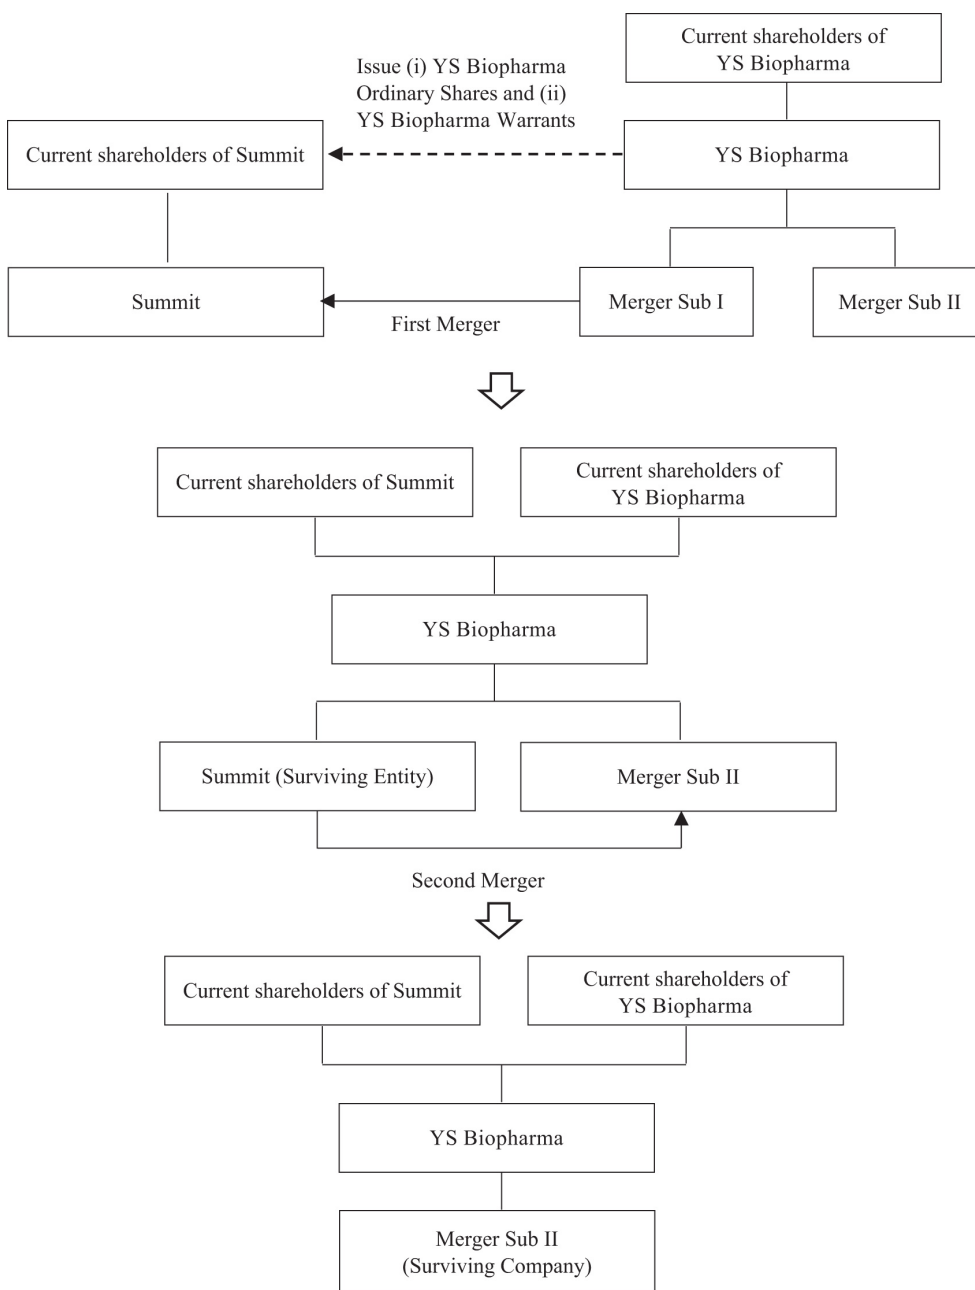 Current shareholders of
YS Biopharma
Issue (i) YS Biopharma
Ordinary Shares and (ii)
YS Biopharma Warrants
Current shareholders of Summit
YS Biopharma
Summit
First Merger
Merger Sub I
Merger Sub II
Current shareholders of Summit
Current shareholders of
YS Biopharma
YS Biopharma
Summit (Surviving Entity)
Merger Sub II
Second Merger
Current shareholders of Summit
Current shareholders of
YS Biopharma
YS Biopharma
Merger Sub II
(Surviving Company)